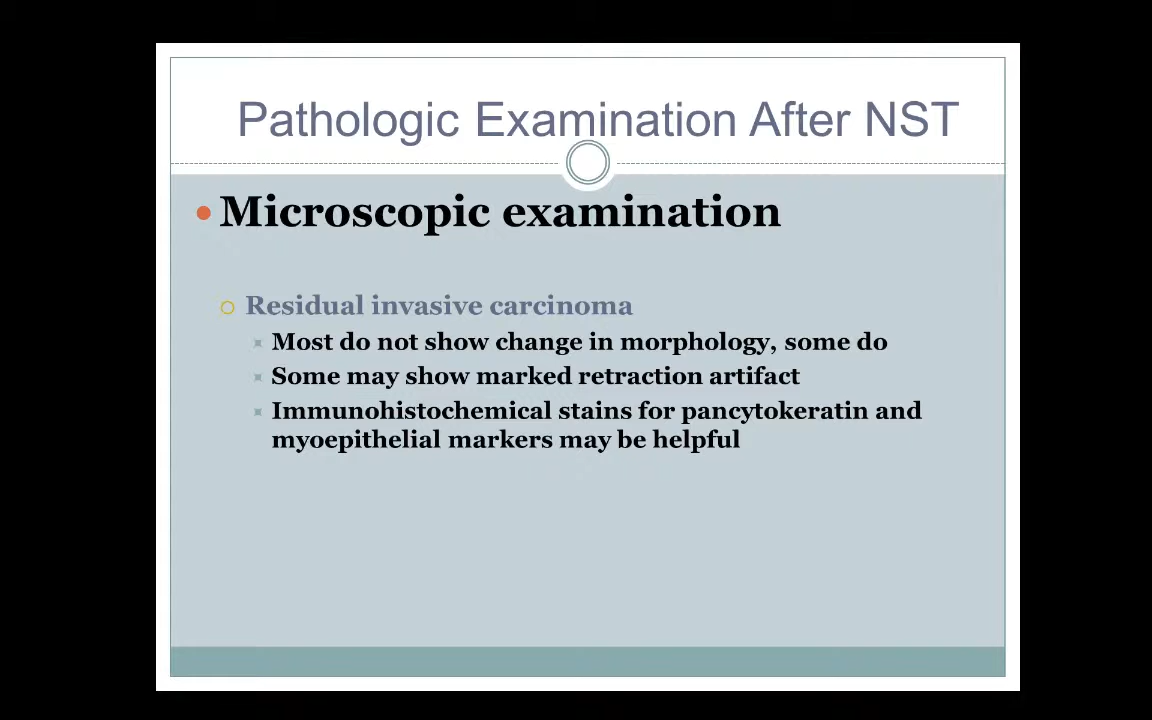 Pathologic Examination After NST
Microscopic examination
Residual invasive carcinoma
Most do not show change in morphology, some do
Some may show marked retraction artifact
Immunohistochemical stains for pancytokeratin and
myoepithelial markers may be helpful